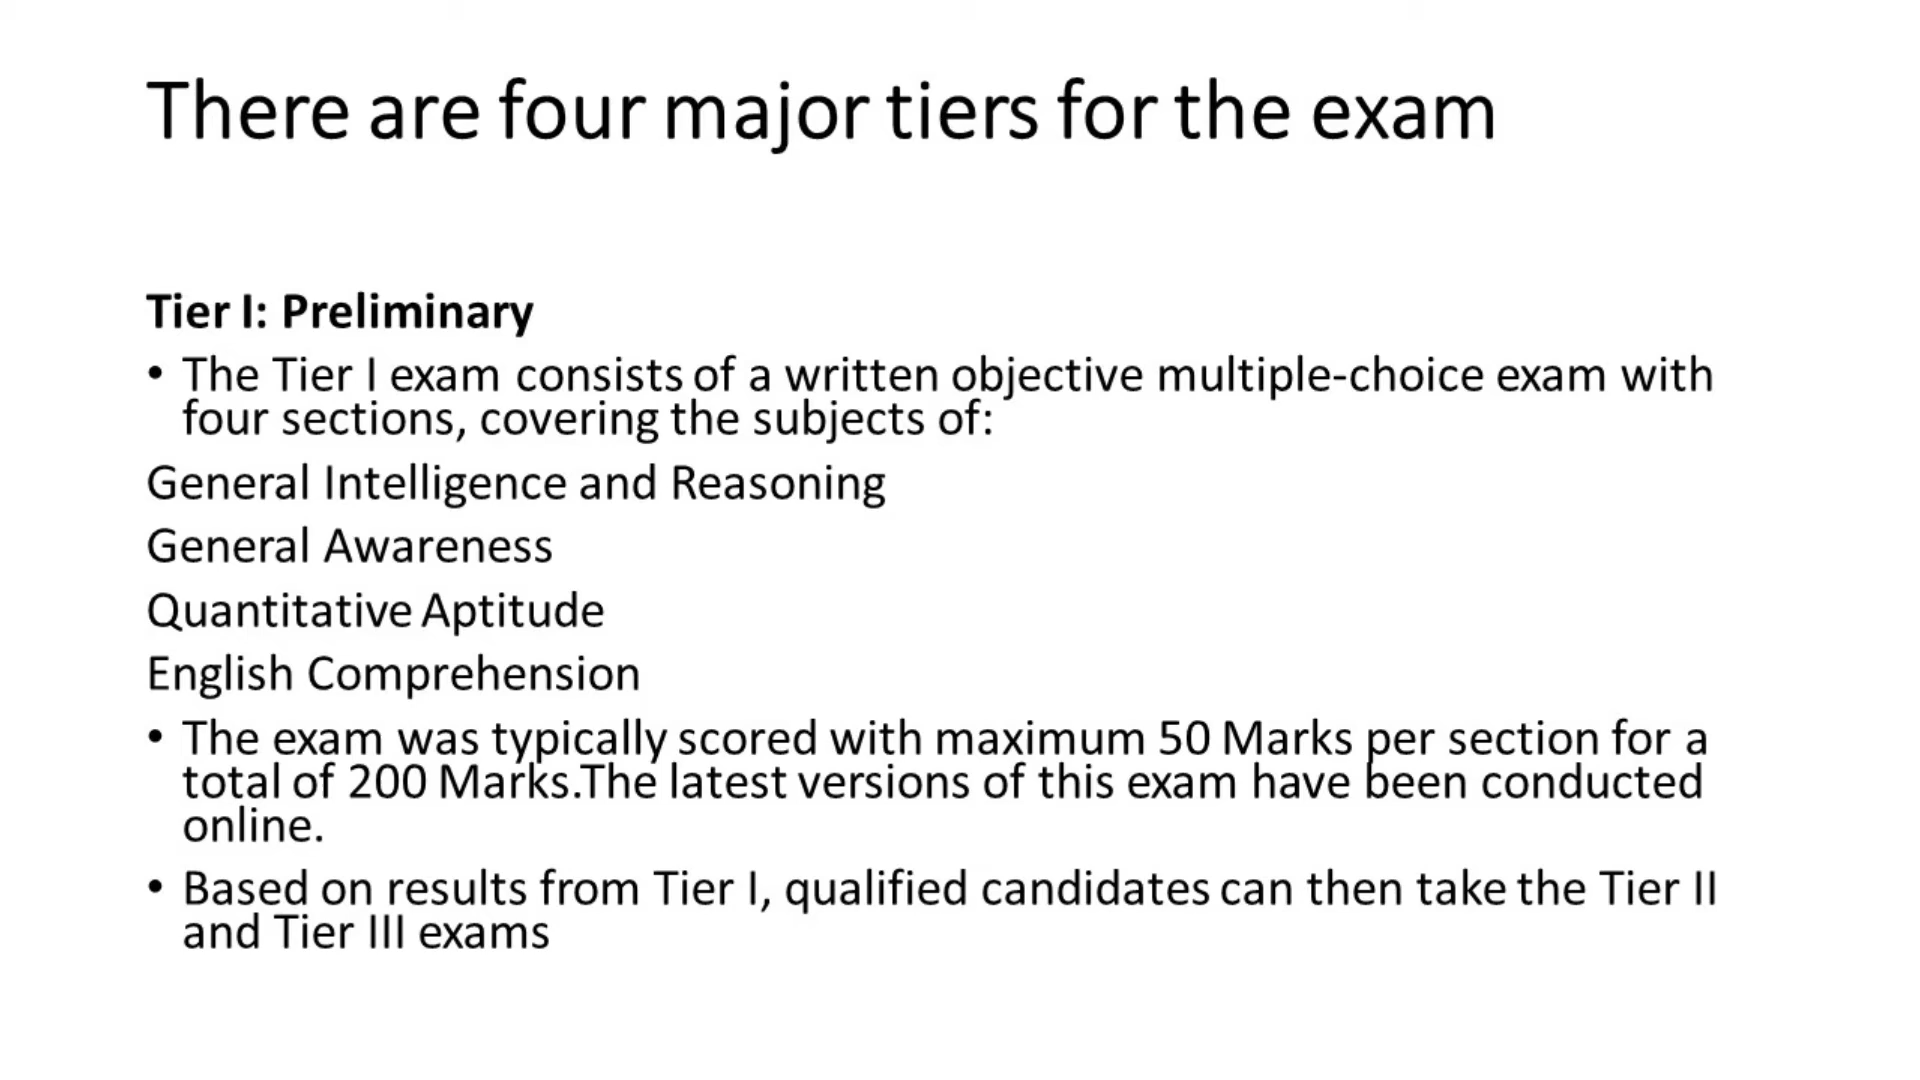 There are four major tiers for the exam
Tier I: Preliminary
• The Tier I exam consists of a written objective multiple-choice exam with
four sections, covering the subjects of:
General Intelligence and Reasoning
General Awareness
Quantitative Aptitude
English Comprehension
• The exam was typically scored with maximum 50 Marks per section for a
total of 200 Marks.The latest versions of this exam have been conducted
online.
• Based on results from Tier I, qualified candidates can then take the Tier II
and Tier III exams